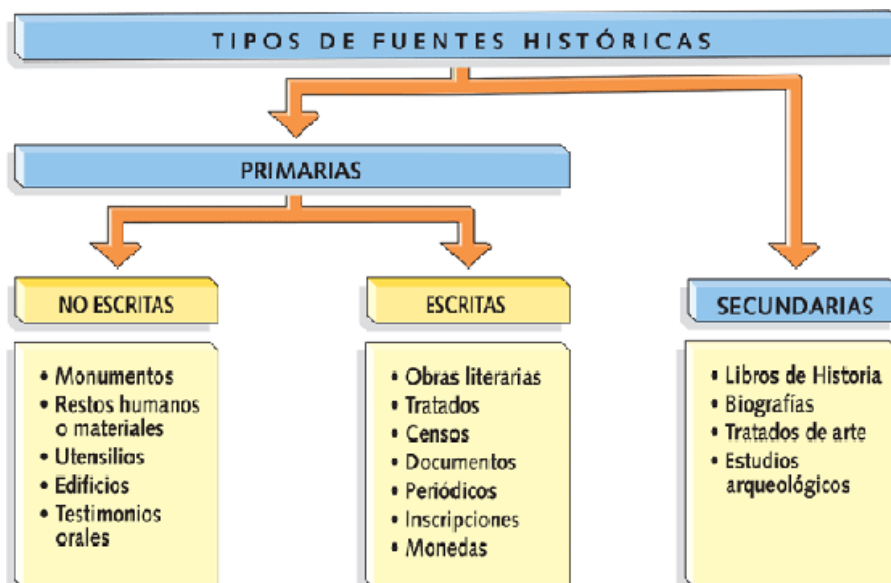 TIPOS DE FUENTES HISTÓRICAS
PRIMARIAS
NO ESCRITAS
• Monumentos
• Restos humanos
o materiales
• Utensilios
• Edificios
• Testimonios
orales
ESCRITAS
• Obras literarias
• Tratados
• Censos
• Documentos
• Periódicos
• Inscripciones
• Monedas
SECUNDARIAS
• Libros de Historia
• Biografías
• Tratados de arte
• Estudios
arqueológicos